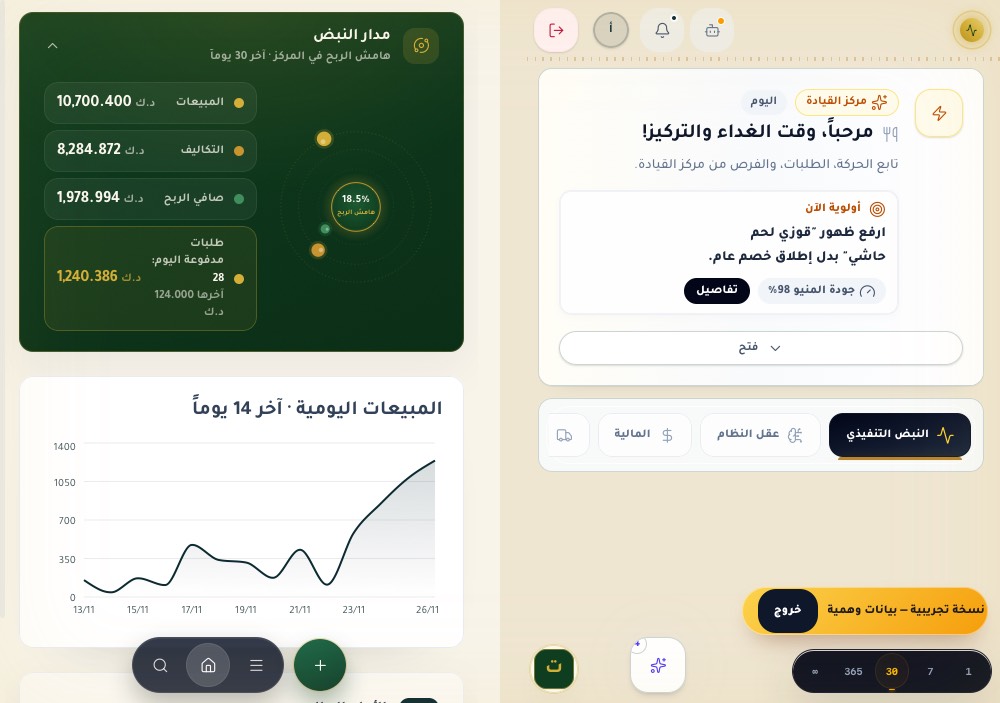 i
مركز القيادة
اليوم
مرحباً، وقت الغداء والتركيز!
تابع الحركة، الطلبات، والفرص من مركز القيادة.
أولوية الآن
ارفع ظهور "قوزي لحم
حاشي" بدل إطلاق خصم عام.
جودة المنيو 98%
تفاصيل
فتح
النبض التنفيذي
عقل النظام
المالية
نسخة تجريبية — بيانات وهمية
خروج
ت
∞ 365 30 7 1
مدار النبض
هامش الربح في المركز · آخر 30 يوماً
المبيعات
10,700.400 د.ك
التكاليف
8,284.872 د.ك
صافي الربح
1,978.994 د.ك
طلبات
مدفوعة اليوم:
28
آخرها 124.000
د.ك
1,240.386 د.ك
18.5%
هامش الربح
المبيعات اليومية · آخر 14 يوماً
1400
1050
700
350
0
13/11 15/11 17/11 19/11 21/11 23/11 26/11